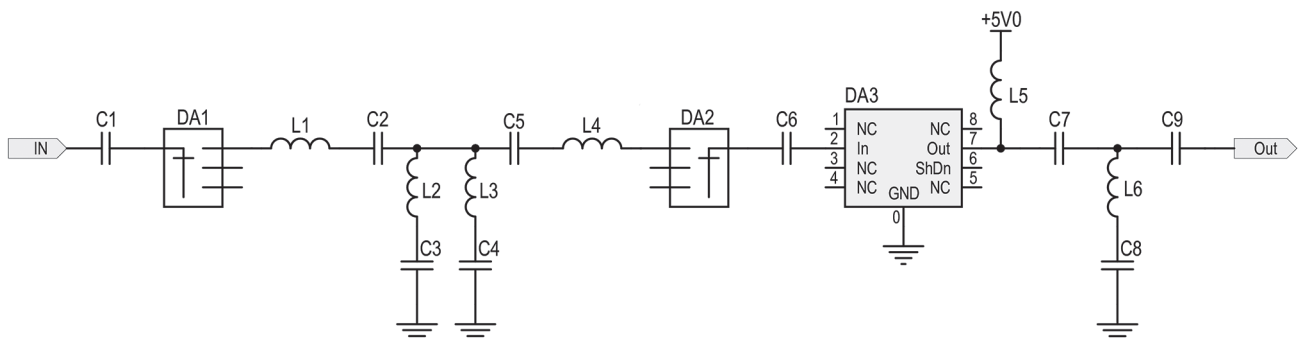 +5V0
C1
DA1
L1
C2
C5
L4
DA2
C6
DA3
L5
C7
C9
IN
1 NC NC 8
2 In Out 7
3 NC ShDn 6
4 NC NC 5
GND
0
Out
L2
L3
L6
C3
C4
C8